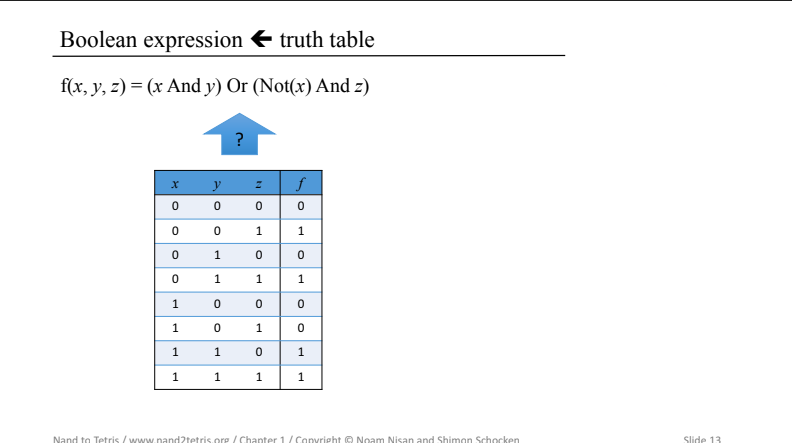 Boolean expression 🡸 truth table
f(x, y, z) = (x And y) Or (Not(x) And z)
?
x y z f
0 0 0 0
0 0 1 1
0 1 0 0
0 1 1 1
1 0 0 0
1 0 1 0
1 1 0 1
1 1 1 1
Nand to Tetris / www.nand2tetris.org / Chapter 1 / Copyright © Noam Nisan and Shimon Schocken Slide 13